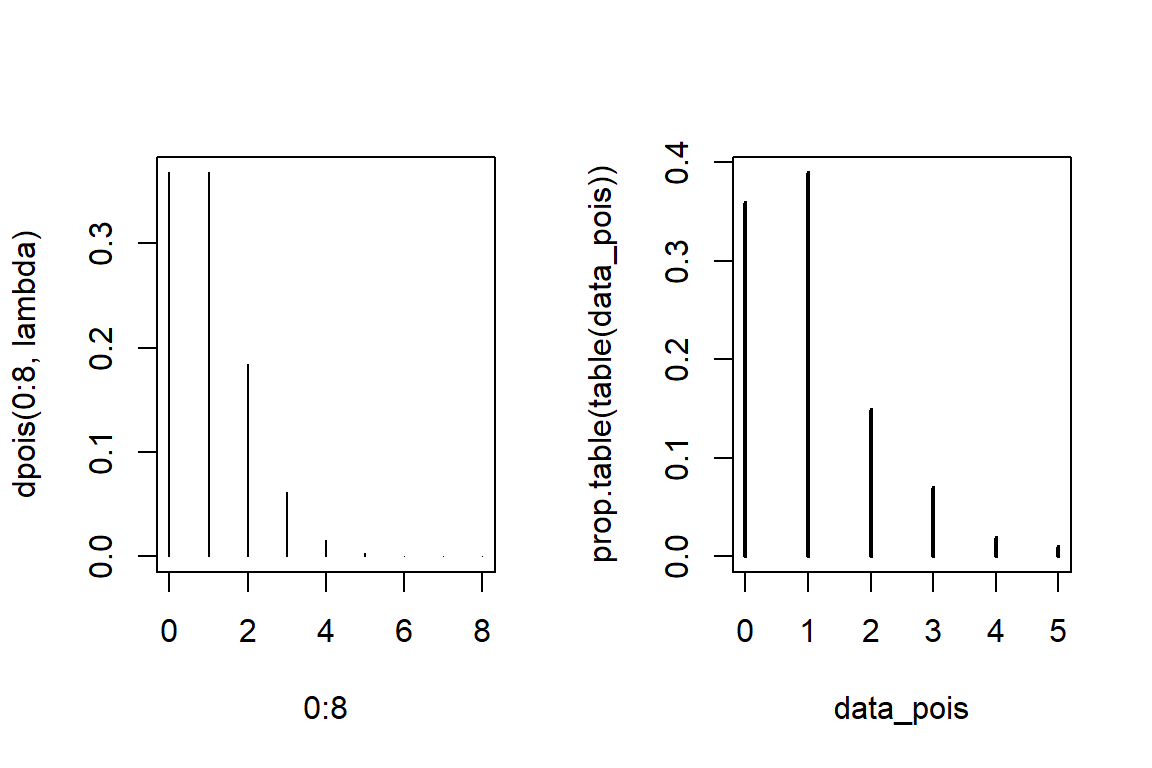 dpois(0:8, lambda)
0.0 0.1 0.2 0.3
0 2 4 6 8
0:8
prop.table(table(data_pois))
0.0 0.1 0.2 0.3 0.4
0 1 2 3 4 5
data_pois